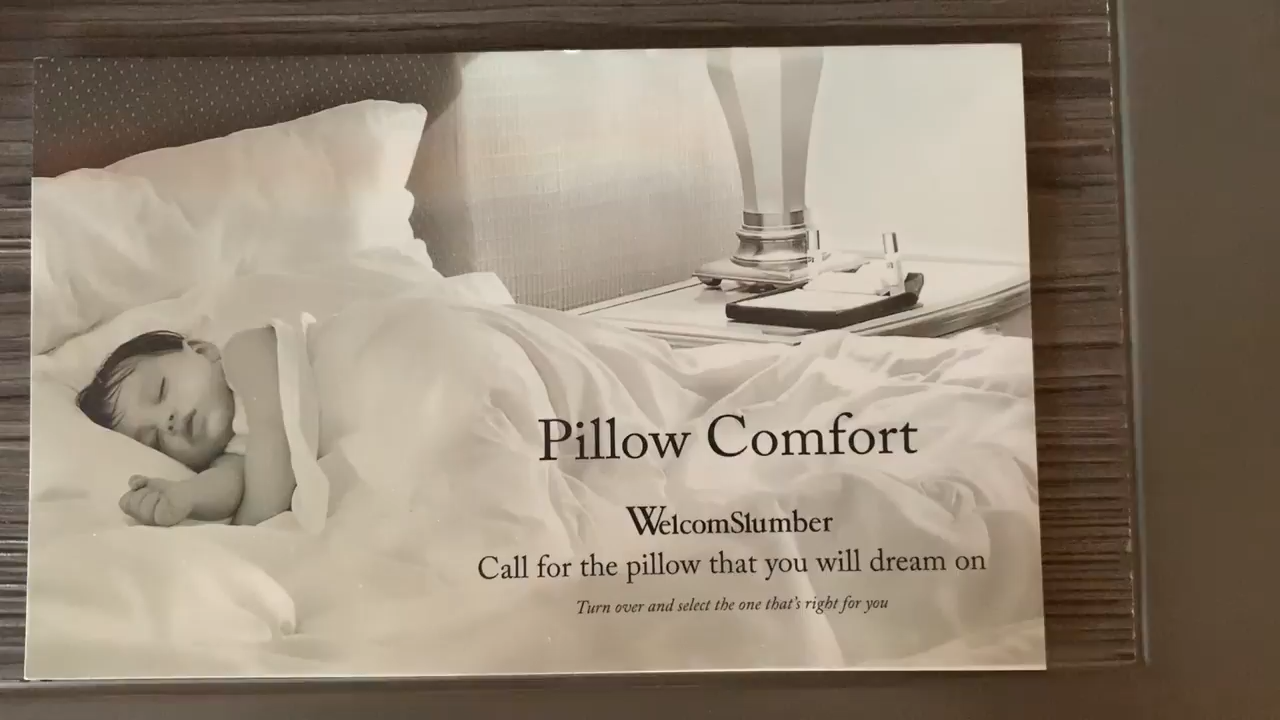 Pillow Comfort
WelcomSlumber
Call for the pillow that you will dream on
Turn over and select the one that's right for you